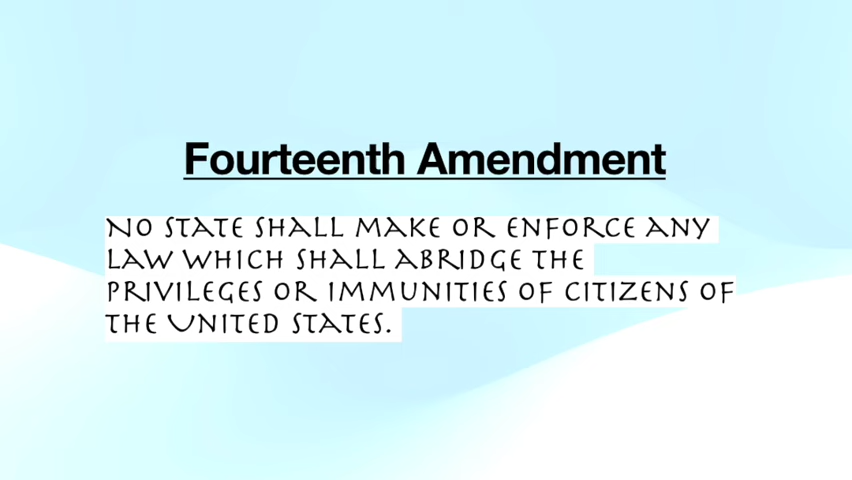 Fourteenth Amendment
No state shall make or enforce any
law which shall abridge the
privileges or immunities of citizens of
the United States.